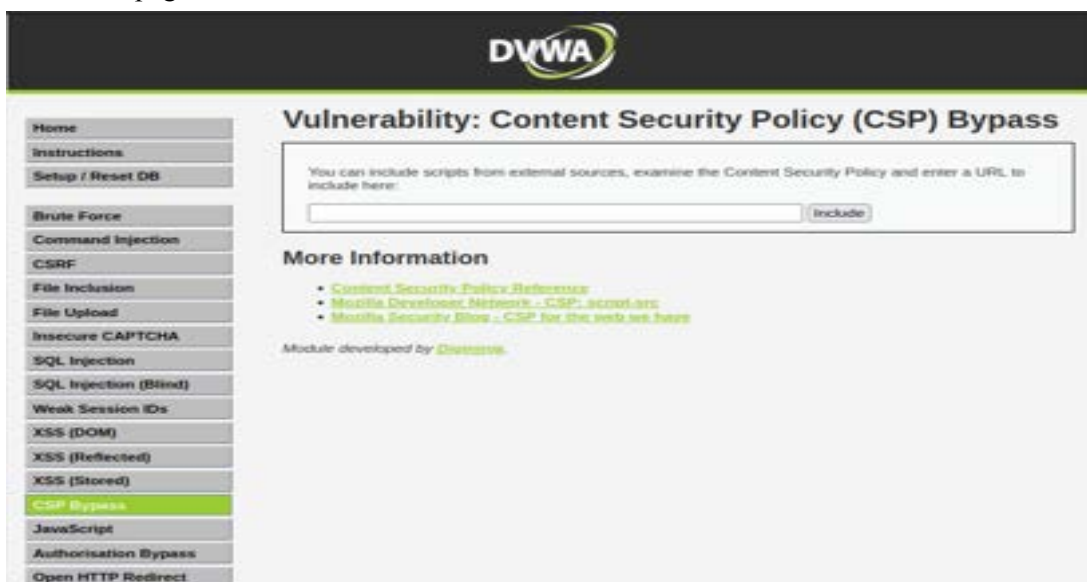 DVWA
Vulnerability: Content Security Policy (CSP) Bypass
You can include scripts from external sources, examine the Content Security Policy and enter a URL to
include here:
Include
More Information
Content Security Policy Reference
Mozilla Developer Network - CSP: script-src
Mozilla Security Blog - CSP for the web we have
Module developed by
Home
Instructions
Setup / Reset DB
Brute Force
Command Injection
CSRF
File Inclusion
File Upload
Insecure CAPTCHA
SQL Injection
SQL Injection (Blind)
Weak Session IDs
XSS (DOM)
XSS (Reflected)
XSS (Stored)
CSP Bypass
JavaScript
Authorisation Bypass
Open HTTP Redirect